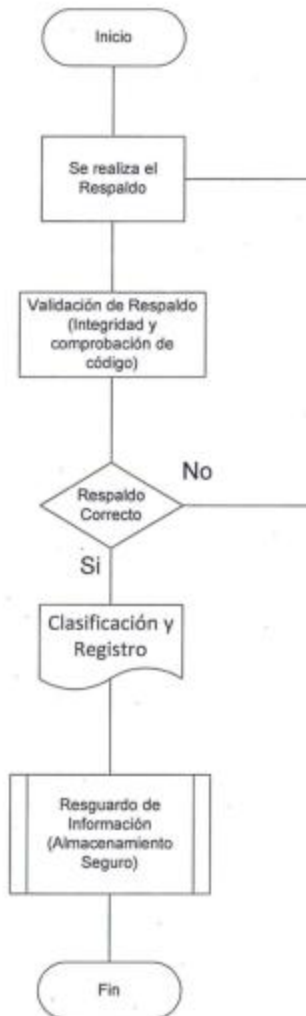 Inicio
Se realiza el
Respaldo
Validación de Respaldo
(Integridad y
comprobación de
código)
Respaldo
Correcto
No
Si
Clasificación y
Registro
Resguardo de
Información
(Almacenamiento
Seguro)
Fin